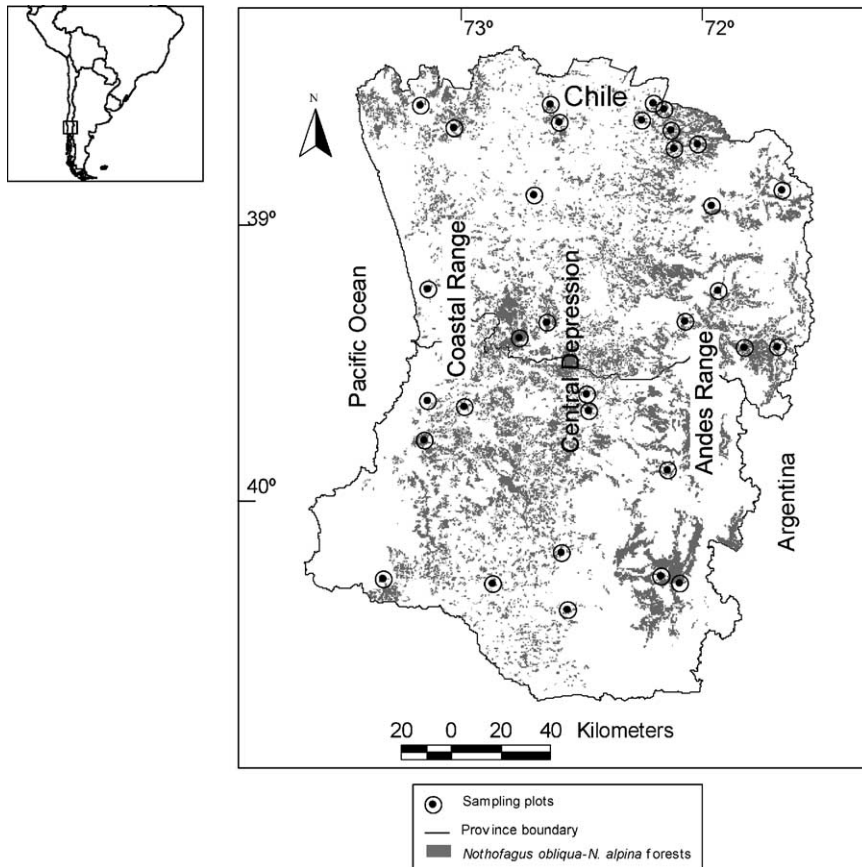 73º
72º
N
Chile
39º
Pacific Ocean
Coastal Range
Central Depression
Andes Range
Argentina
40º
20 0 20 40 Kilometers
Sampling plots
Province boundary
Nothofagus obliqua-N. alpina forests